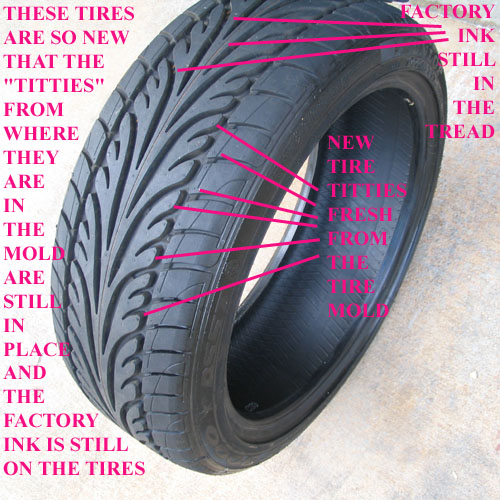 THESE TIRES
ARE SO NEW
THAT THE
"TITTIES"
FROM
WHERE
THEY
ARE
IN
THE
MOLD
ARE
STILL
IN
PLACE
AND
THE
FACTORY
INK IS STILL
ON THE TIRES
FACTORY
INK
STILL
IN
THE
TREAD
NEW
TIRE
TITTIES
FRESH
FROM
THE
TIRE
MOLD